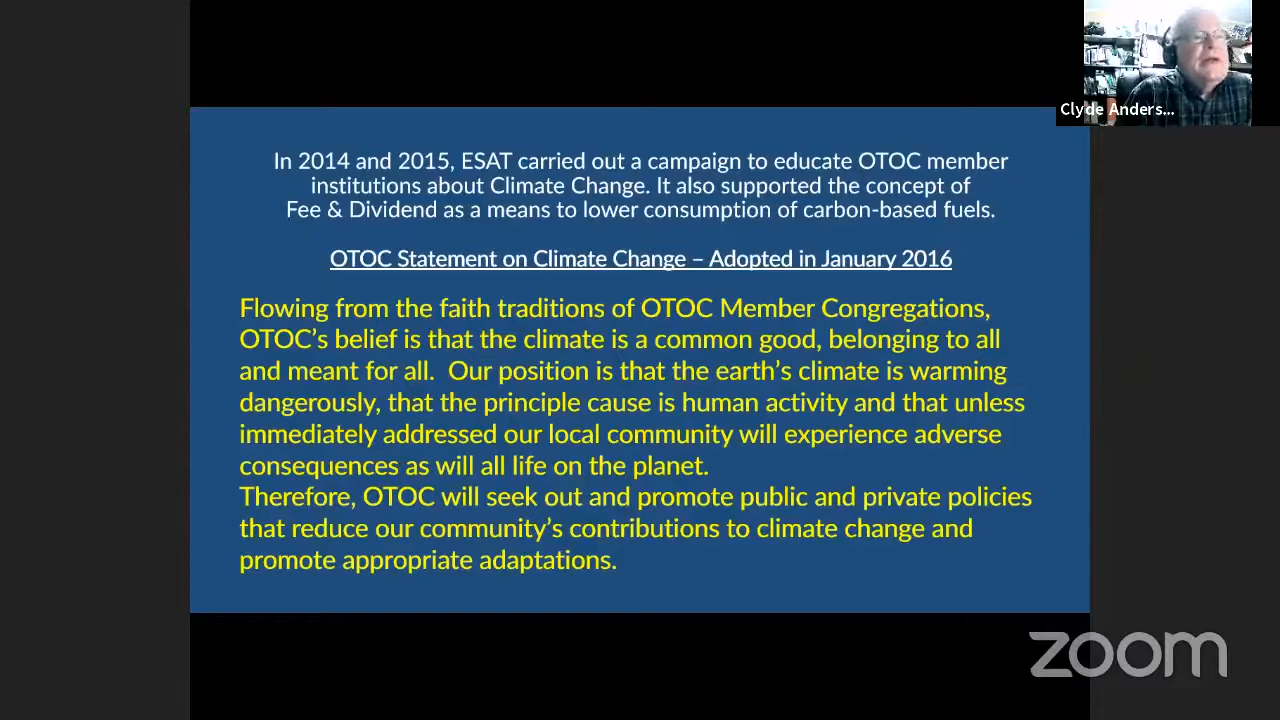 Clyde Anders...
In 2014 and 2015, ESAT carried out a campaign to educate OTOC member
institutions about Climate Change. It also supported the concept of
Fee & Dividend as a means to lower consumption of carbon-based fuels.
OTOC Statement on Climate Change – Adopted in January 2016
Flowing from the faith traditions of OTOC Member Congregations,
OTOC’s belief is that the climate is a common good, belonging to all
and meant for all.  Our position is that the earth’s climate is warming
dangerously, that the principle cause is human activity and that unless
immediately addressed our local community will experience adverse
consequences as will all life on the planet.
Therefore, OTOC will seek out and promote public and private policies
that reduce our community’s contributions to climate change and
promote appropriate adaptations.
zoom